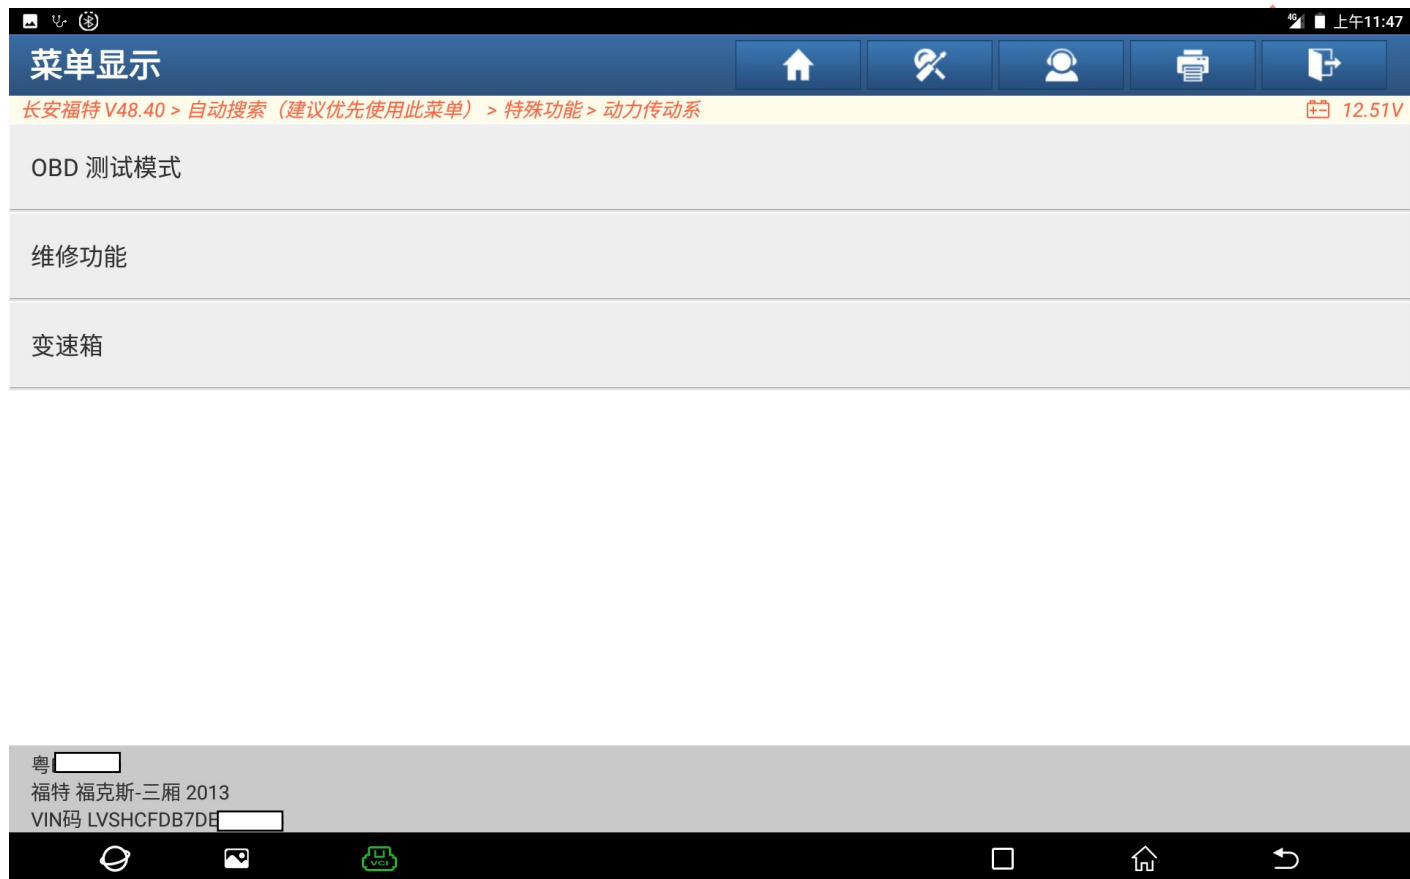 4G 上午11:47
菜单显示
长安福特 V48.40 > 自动搜索（建议优先使用此菜单） > 特殊功能 > 动力传动系 12.51V
OBD 测试模式
维修功能
变速箱
粤
福特 福克斯-三厢 2013
VIN码 LVSHCFDB7DE
VCI